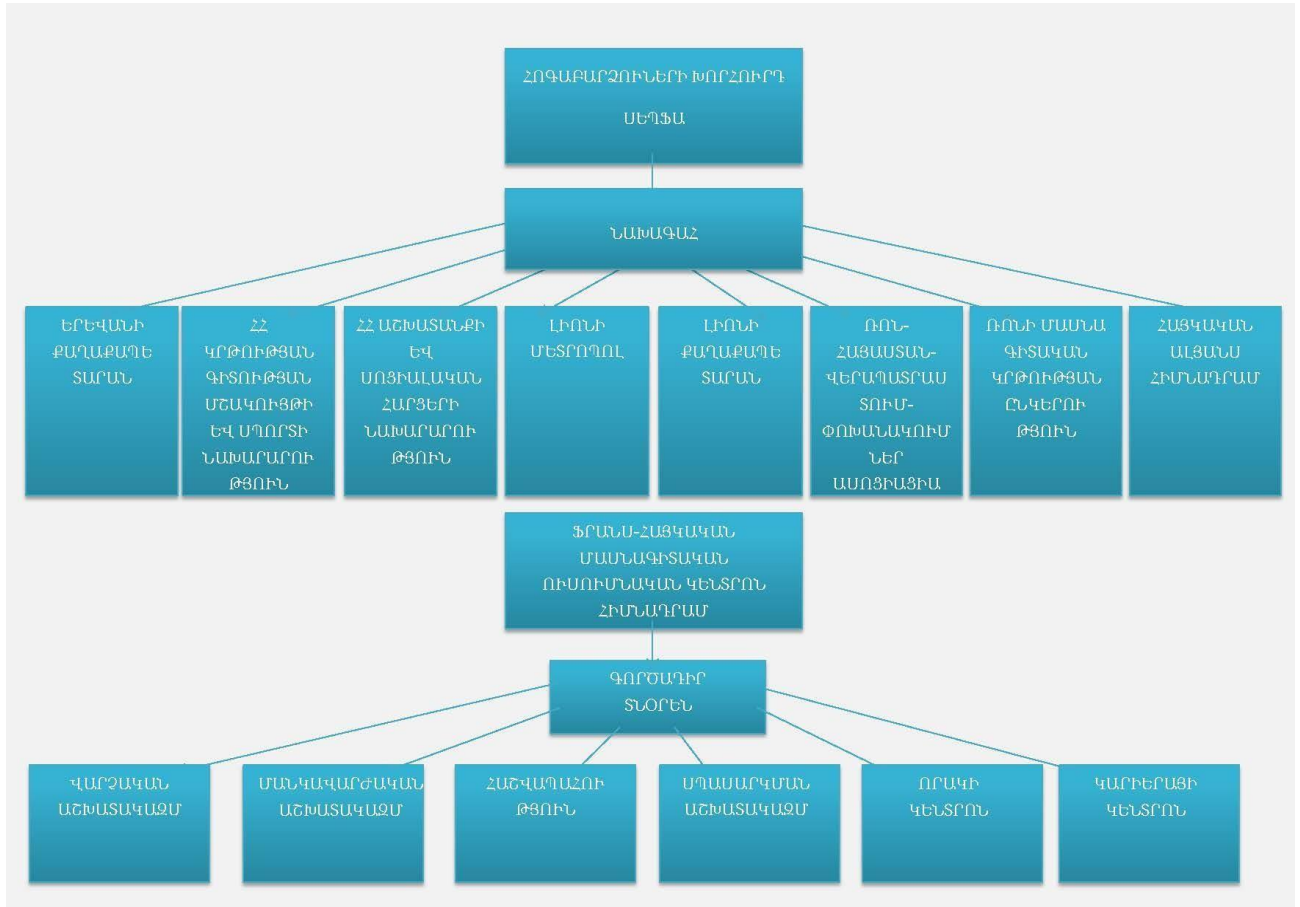 ՀՈԳԱԲԱՐՁՈՒՆԵՐԻ ԽՈՐՀՈՒՐԴ
ՍԵՊՖԱ
ՆԱԽԱԳԱՀ
ԵՐԵՎԱՆԻ
ՔԱՂԱՔԱՊԵ
ՏԱՐԱՆ
ՀՀ
ԿՐԹՈՒԹՅԱՆ
ԳԻՏՈՒԹՅԱՆ
ՄՇԱԿՈՒՅԹԻ
ԵՎ ՍՊՈՐՏԻ
ՆԱԽԱՐԱՐՈՒ
ԹՅՈՒՆ
ՀՀ ԱՇԽԱՏԱՆՔԻ
ԵՎ
ՍՈՑԻԱԼԱԿԱՆ
ՀԱՐՑԵՐԻ
ՆԱԽԱՐԱՐՈՒ
ԹՅՈՒՆ
ԼԻՈՆԻ
ՄԵՏՐՈՊՈԼ
ԼԻՈՆԻ
ՔԱՂԱՔԱՊԵ
ՏԱՐԱՆ
ՌՈՆ-
ՀԱՅԱՍՏԱՆ-
ՎԵՐԱՊԱՏՐԱՍ
ՏՈՒՄ-
ՓՈԽԱՆԱԿՈՒՄ
ՆԵՐ
ԱՍՈՑԻԱՑԻԱ
ՌՈՆԻ ՄԱՍՆԱ
ԳԻՏԱԿԱՆ
ԿՐԹՈՒԹՅԱՆ
ԸՆԿԵՐՈՒ
ԹՅՈՒՆ
ՀԱՅԿԱԿԱՆ
ԱԼՅԱՆՍ
ՀԻՄՆԱԴՐԱՄ
ՖՐԱՆՍ-ՀԱՅԿԱԿԱՆ
ՄԱՍՆԱԳԻՏԱԿԱՆ
ՈՒՍՈՒՄՆԱԿԱՆ ԿԵՆՏՐՈՆ
ՀԻՄՆԱԴՐԱՄ
ԳՈՐԾԱԴԻՐ
ՏՆՕՐԵՆ
ՎԱՐՉԱԿԱՆ
ԱՇԽԱՏԱԿԱԶՄ
ՄԱՆԿԱՎԱՐԺԱԿԱՆ
ԱՇԽԱՏԱԿԱԶՄ
ՀԱՇՎԱՊԱՀՈՒ
ԹՅՈՒՆ
ՍՊԱՍԱՐԿՄԱՆ
ԱՇԽԱՏԱԿԱԶՄ
ՈՐԱԿԻ
ԿԵՆՏՐՈՆ
ԿԱՐԻԵՐԱՅԻ
ԿԵՆՏՐՈՆ